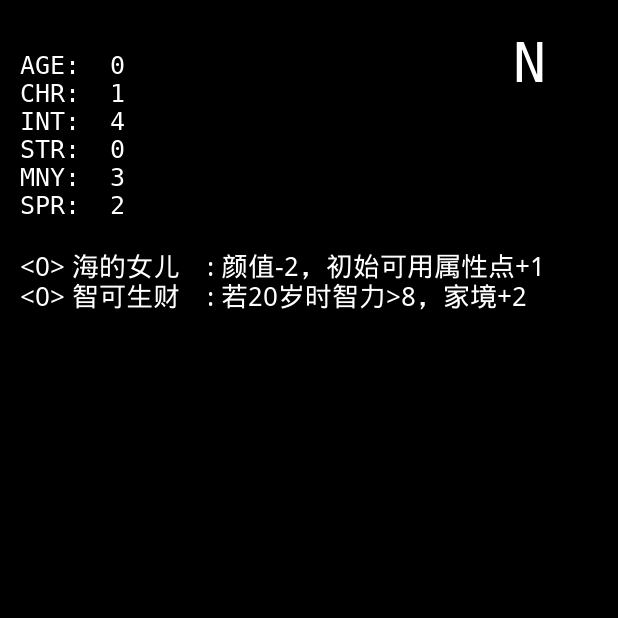 N
AGE: 0
CHR: 1
INT: 4
STR: 0
MNY: 3
SPR: 2
<0> 海的女儿 : 颜值-2，初始可用属性点+1
<0> 智可生财 : 若20岁时智力>8，家境+2